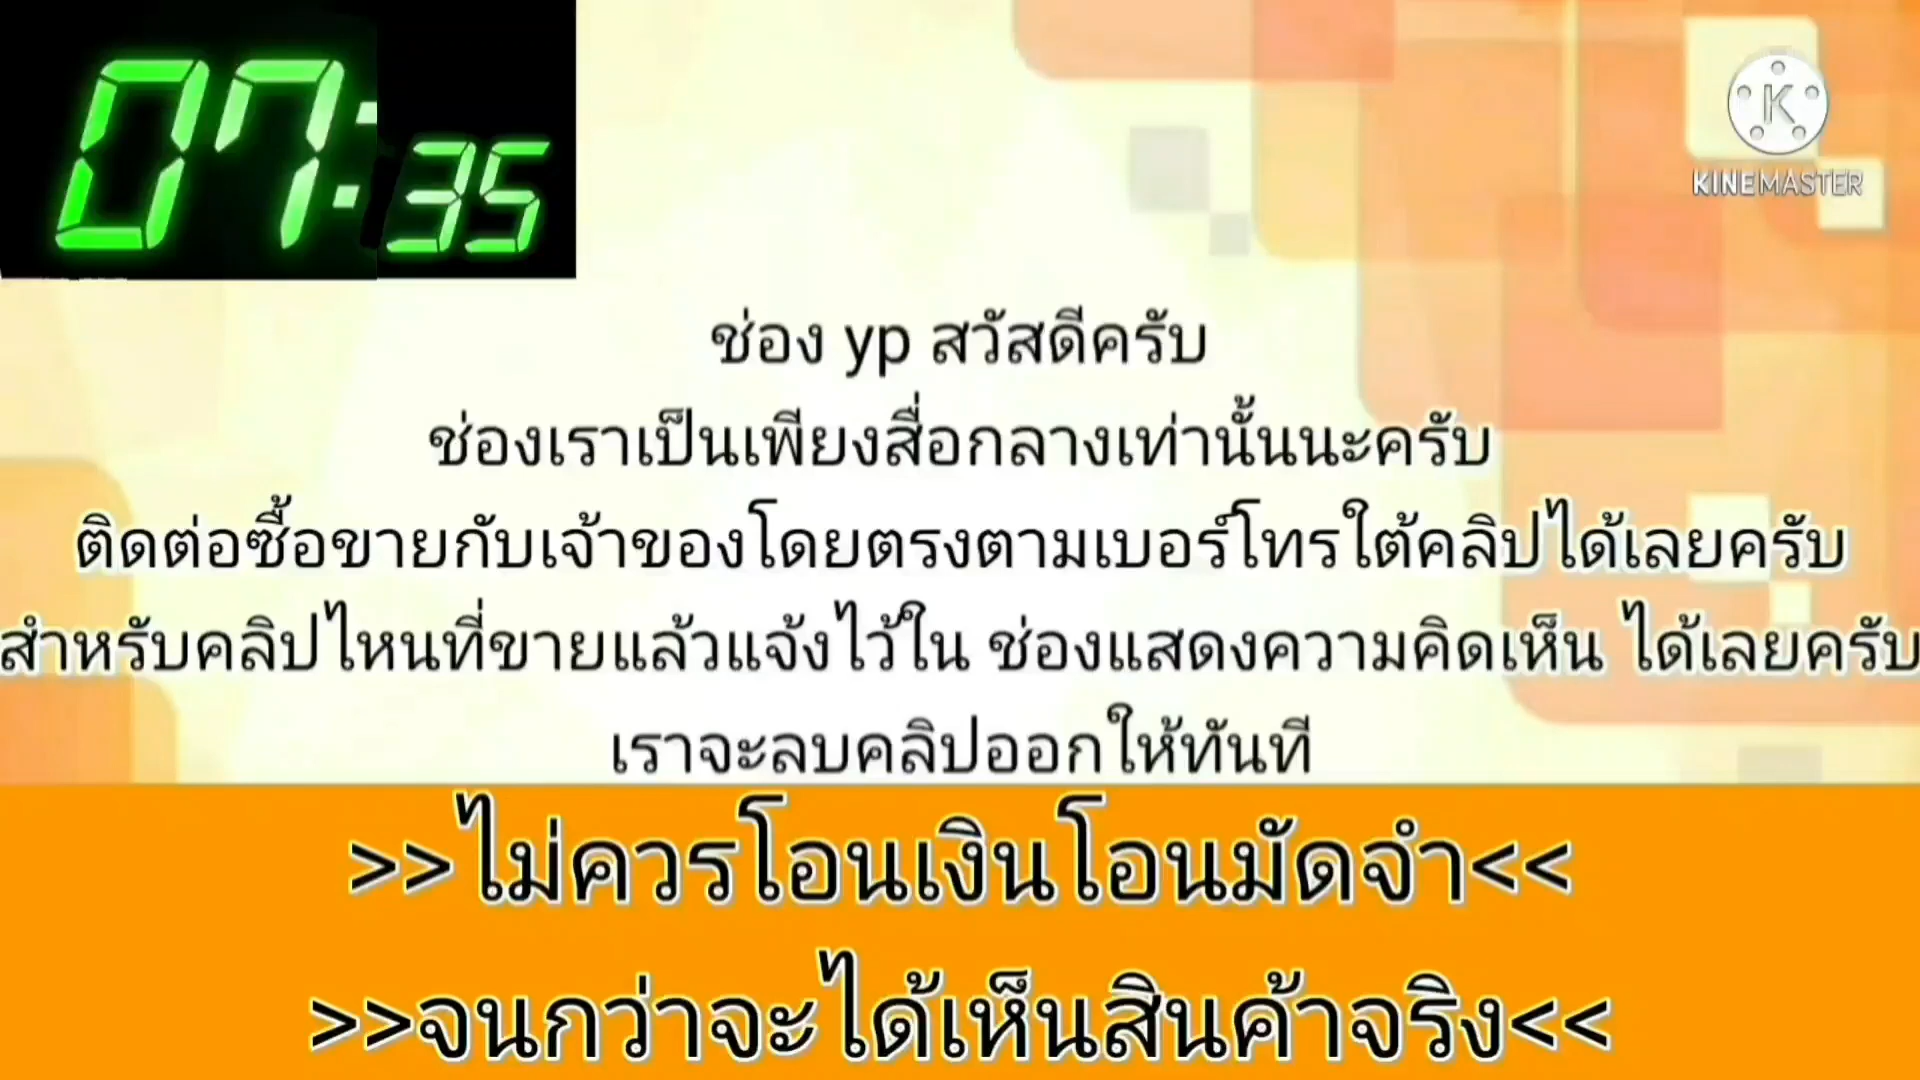 07:35
KINEMASTER
ช่อง yp สวัสดีครับ
ช่องเราเป็นเพียงสื่อกลางเท่านั้นนะครับ
ติดต่อซื้อขายกับเจ้าของโดยตรงตามเบอร์โทรใต้คลิปได้เลยครับ
สำหรับคลิปไหนที่ขายแล้วแจ้งไว้ใน ช่องแสดงความคิดเห็น ได้เลยครับ
เราจะลบคลิปออกให้ทันที
>>ไม่ควรโอนเงินโอนมัดจำ<<
>>จนกว่าจะได้เห็นสินค้าจริง<<